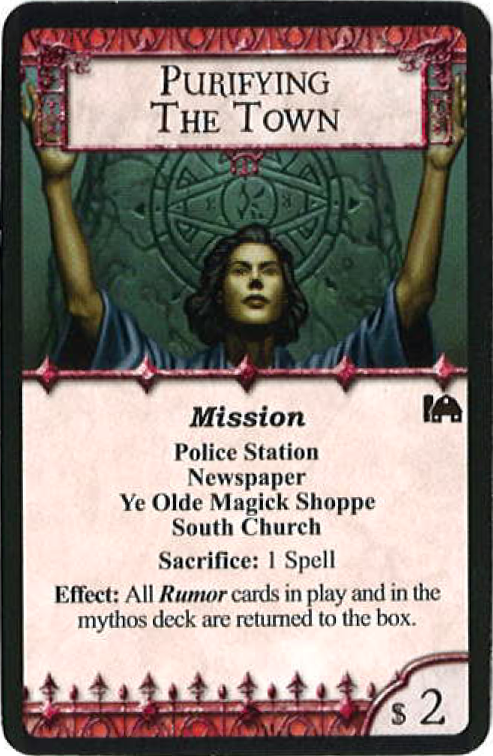 PURIFYING
THE TOWN
Mission
Police Station
Newspaper
Ye Olde Magick Shoppe
South Church
Sacrifice: 1 Spell
Effect: All Rumor cards in play and in the
mythos deck are returned to the box.
$ 2